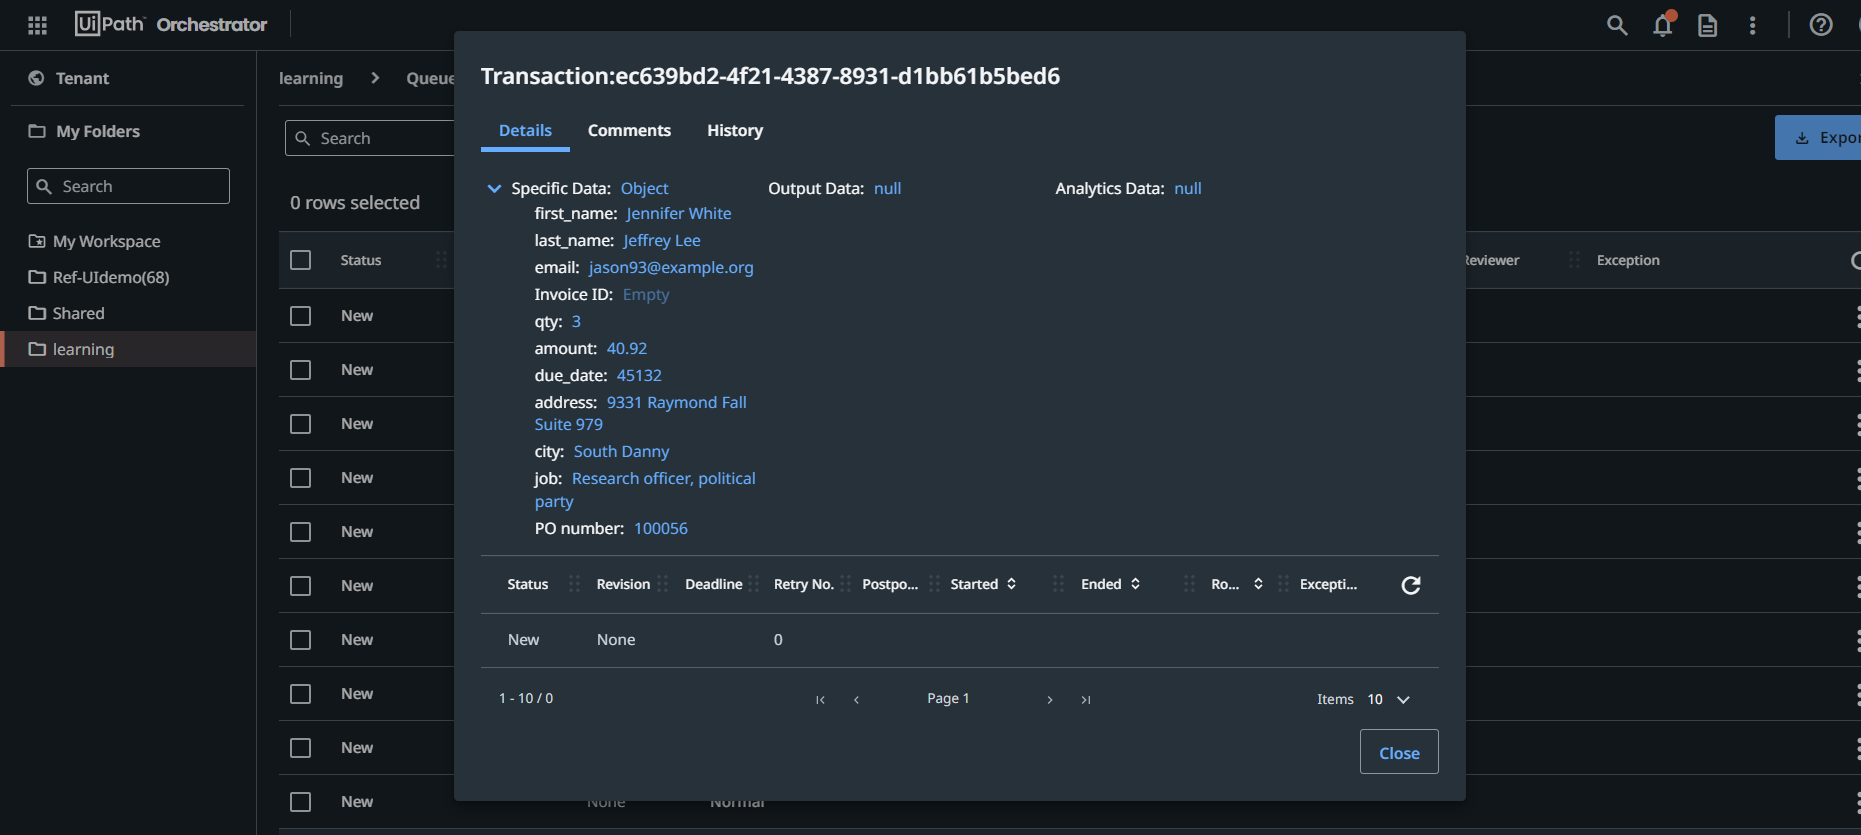 UiPath Orchestrator
Tenant
My Folders
Search
My Workspace
Ref-UIdemo(68)
Shared
learning
learning > Queue
Search
0 rows selected
Status
Reviewer
Exception
Expor
New
New
New
New
New
New
New
New
New
New
None Normal
Transaction:ec639bd2-4f21-4387-8931-d1bb61b5bed6
Details Comments History
Specific Data: Object Output Data: null Analytics Data: null
first_name: Jennifer White
last_name: Jeffrey Lee
email: jason93@example.org
Invoice ID: Empty
qty: 3
amount: 40.92
due_date: 45132
address: 9331 Raymond Fall
Suite 979
city: South Danny
job: Research officer, political
party
PO number: 100056
Status Revision Deadline Retry No. Postpo... Started Ended Ro... Excepti...
New None 0
1 - 10 / 0 Page 1 Items 10
Close